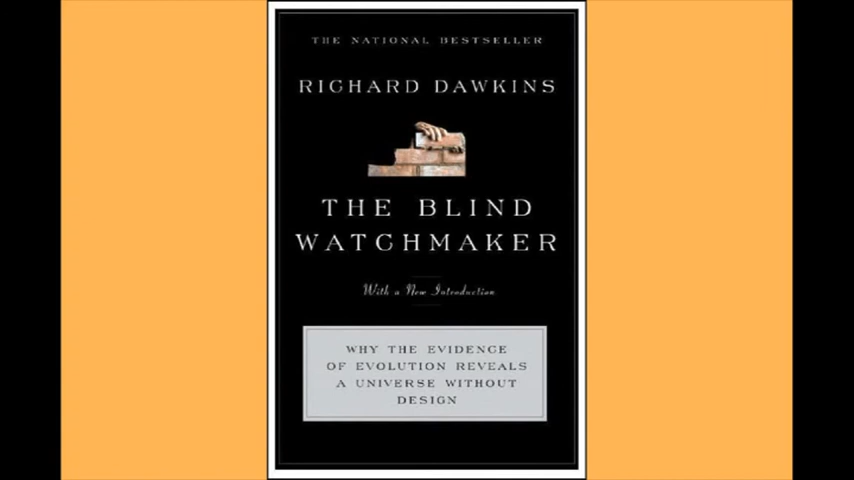 THE NATIONAL BESTSELLER
RICHARD DAWKINS
THE BLIND
WATCHMAKER
With a New Introduction
WHY THE EVIDENCE
OF EVOLUTION REVEALS
A UNIVERSE WITHOUT
DESIGN